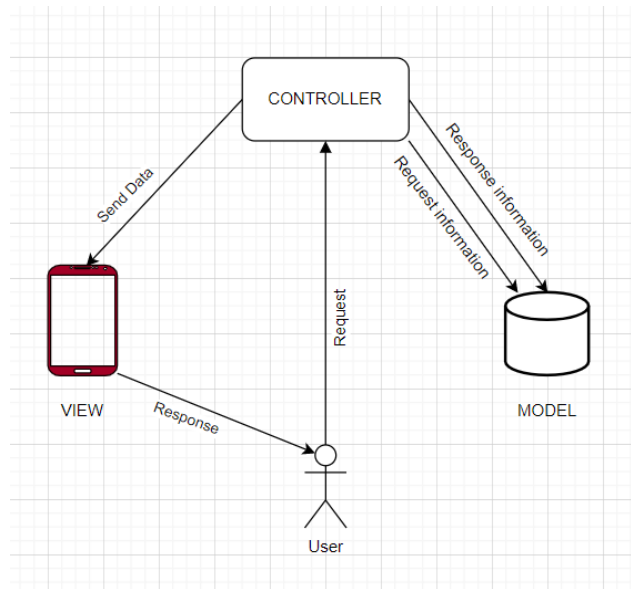 CONTROLLER
Send Data
Response information
Request information
Request
VIEW
MODEL
Response
User